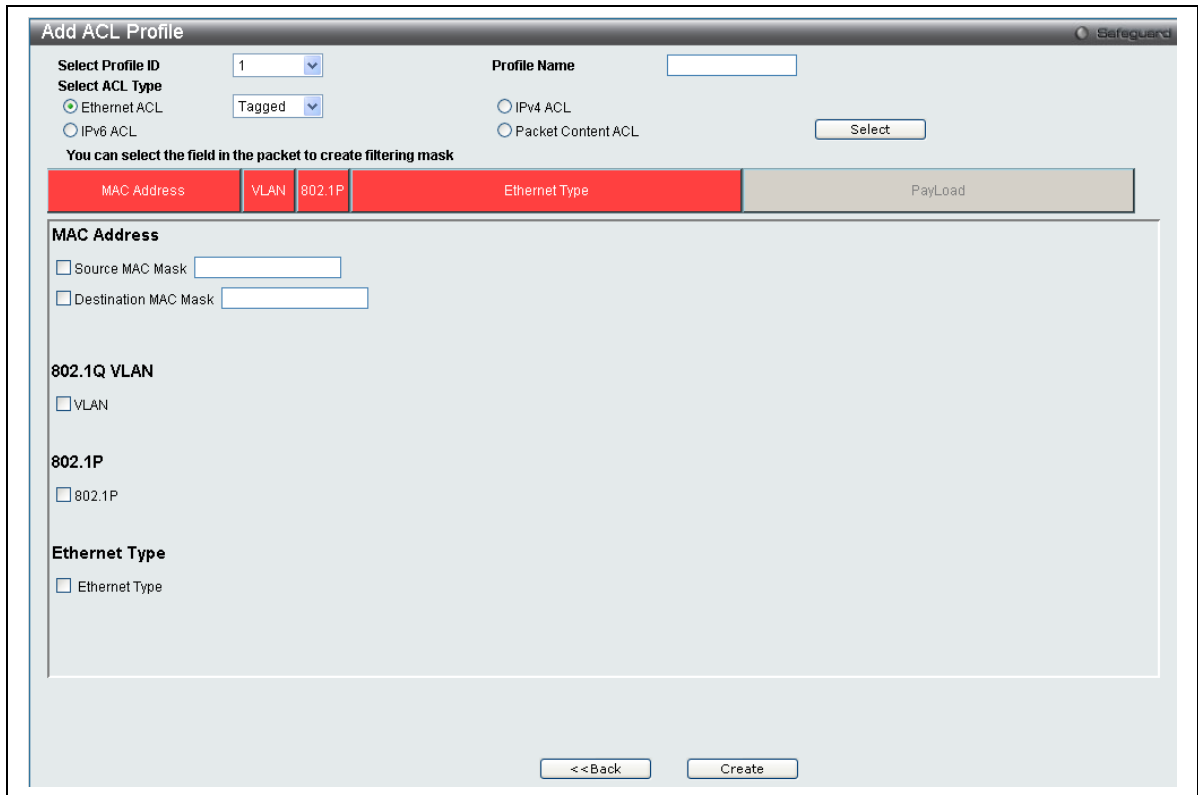 Add ACL Profile
Safeguard
Select Profile ID 1 Profile Name
Select ACL Type
Ethernet ACL Tagged IPv4 ACL
IPv6 ACL Packet Content ACL Select
You can select the field in the packet to create filtering mask
MAC Address VLAN 802.1P Ethernet Type PayLoad
MAC Address
Source MAC Mask
Destination MAC Mask
802.1Q VLAN
VLAN
802.1P
802.1P
Ethernet Type
Ethernet Type
<<Back Create